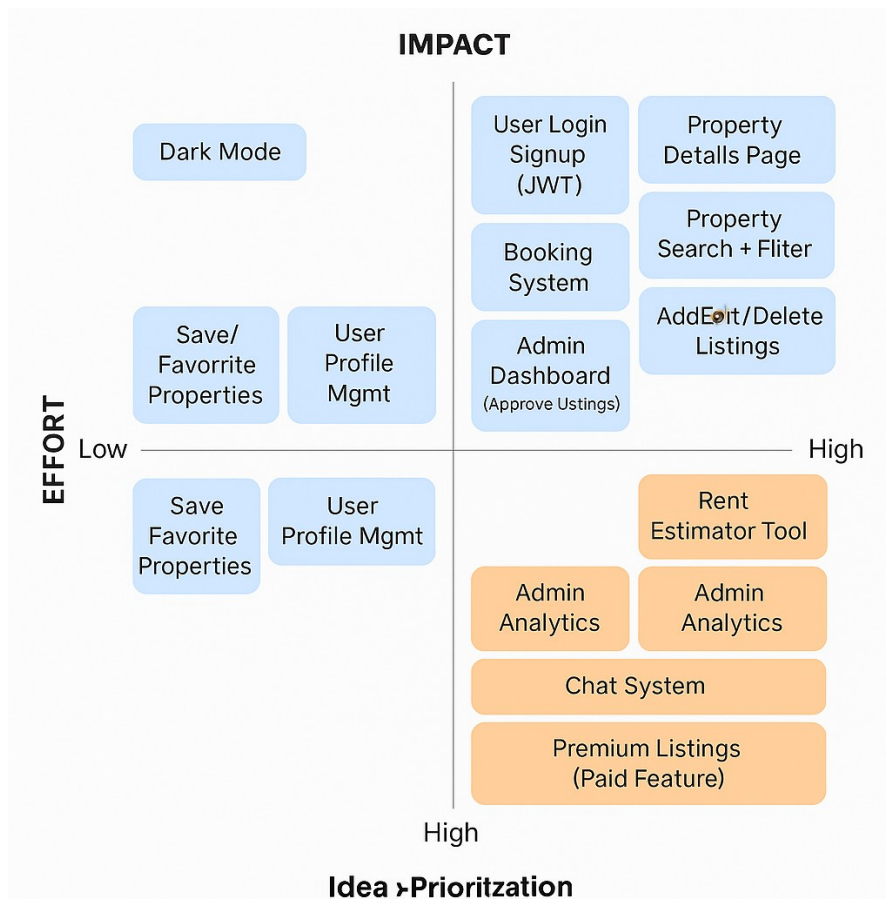 IMPACT
Dark Mode
User Login
Signup
(JWT)
Property
Detalls Page
Booking
System
Property
Search + Fliter
Save/
Favorrite
Properties
User
Profile
Mgmt
Admin
Dashboard
(Approve Ustings)
/Delete
Listings
EFFORT
Low
High
Save
Favorite
Properties
User
Profile Mgmt
Rent
Estimator Tool
Admin
Analytics
Admin
Analytics
Chat System
Premium Listings
(Paid Feature)
High
Idea Prioritzation